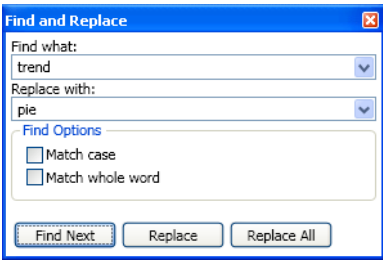 Find and Replace
Find what:
trend
Replace with:
pie
Find Options
Match case
Match whole word
Find Next Replace Replace All